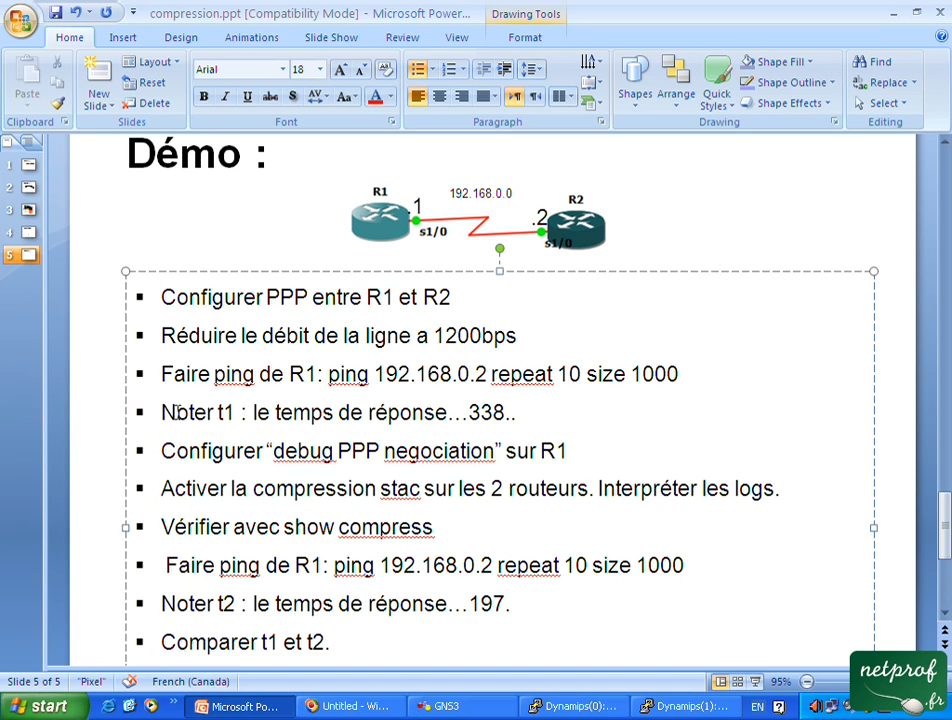 compression.ppt [Compatibility Mode] - Microsoft Power...
Drawing Tools
Home Insert Design Animations Slide Show Review View Format
Paste
New
Slide
Layout
Reset
Delete
Arial 18
B I U abc S AV Aa A
Shapes Arrange Quick
Styles
Shape Fill
Shape Outline
Shape Effects
Find
Replace
Select
Clipboard Slides Font Paragraph Drawing Editing
1
2
3
4
5
Démo :
R1
192.168.0.0
R2
.1
.2
s1/0
s1/0
Configurer PPP entre R1 et R2
Réduire le débit de la ligne a 1200bps
Faire ping de R1: ping 192.168.0.2 repeat 10 size 1000
Noter t1 : le temps de réponse…338..
Configurer “debug PPP negociation” sur R1
Activer la compression stac sur les 2 routeurs. Interpréter les logs.
Vérifier avec show compress
Faire ping de R1: ping 192.168.0.2 repeat 10 size 1000
Noter t2 : le temps de réponse…197.
Comparer t1 et t2.
netprof
.fr
Slide 5 of 5 "Pixel" French (Canada) 95%
start
Microsoft Po...
Untitled - Wi...
GNS3
Dynamips(0):...
Dynamips(1):...
EN